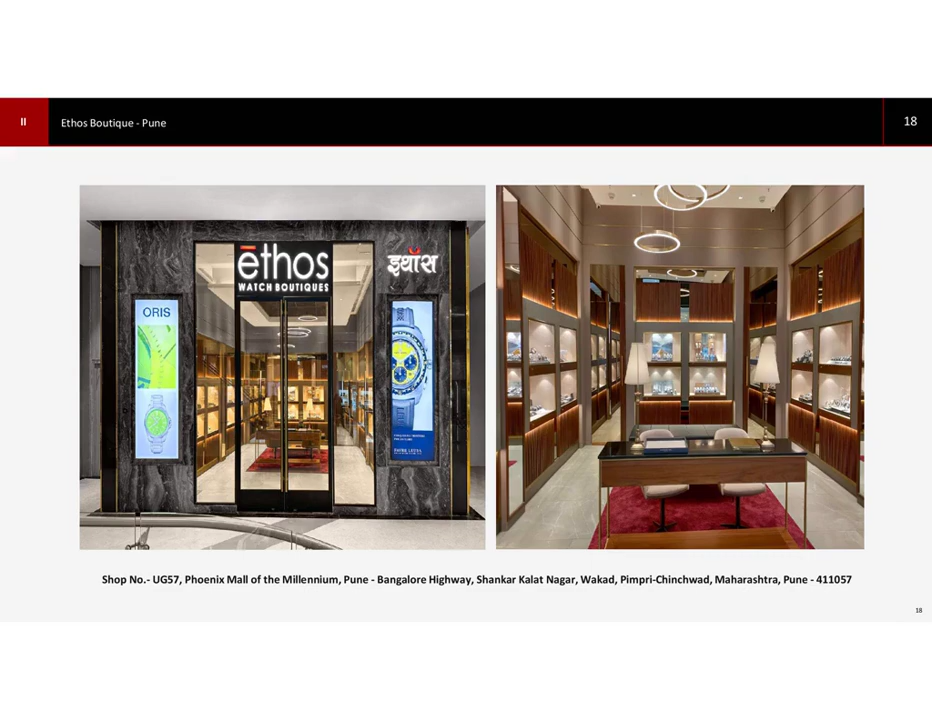 II
Ethos Boutique - Pune
18
ethos
WATCH BOUTIQUES
इथॉस
ORIS
Shop No.- UG57, Phoenix Mall of the Millennium, Pune - Bangalore Highway, Shankar Kalat Nagar, Wakad, Pimpri-Chinchwad, Maharashtra, Pune - 411057
18